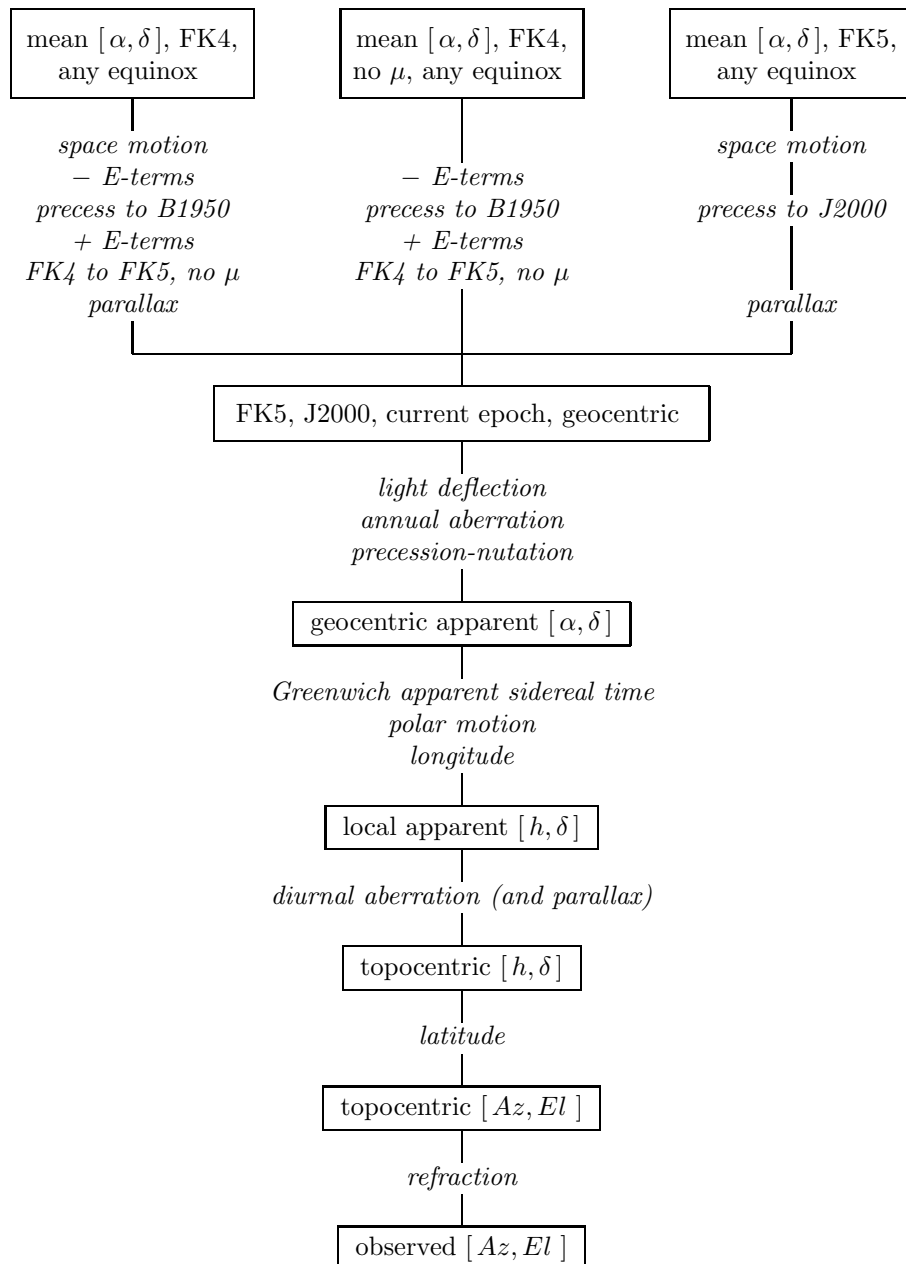 mean [ α, δ ], FK4,
any equinox
mean [ α, δ ], FK4,
no μ, any equinox
mean [ α, δ ], FK5,
any equinox
space motion
− E-terms
precess to B1950
+ E-terms
FK4 to FK5, no μ
parallax
− E-terms
precess to B1950
+ E-terms
FK4 to FK5, no μ
space motion
precess to J2000
parallax
FK5, J2000, current epoch, geocentric
light deflection
annual aberration
precession-nutation
geocentric apparent [ α, δ ]
Greenwich apparent sidereal time
polar motion
longitude
local apparent [ h, δ ]
diurnal aberration (and parallax)
topocentric [ h, δ ]
latitude
topocentric [ Az, El ]
refraction
observed [ Az, El ]